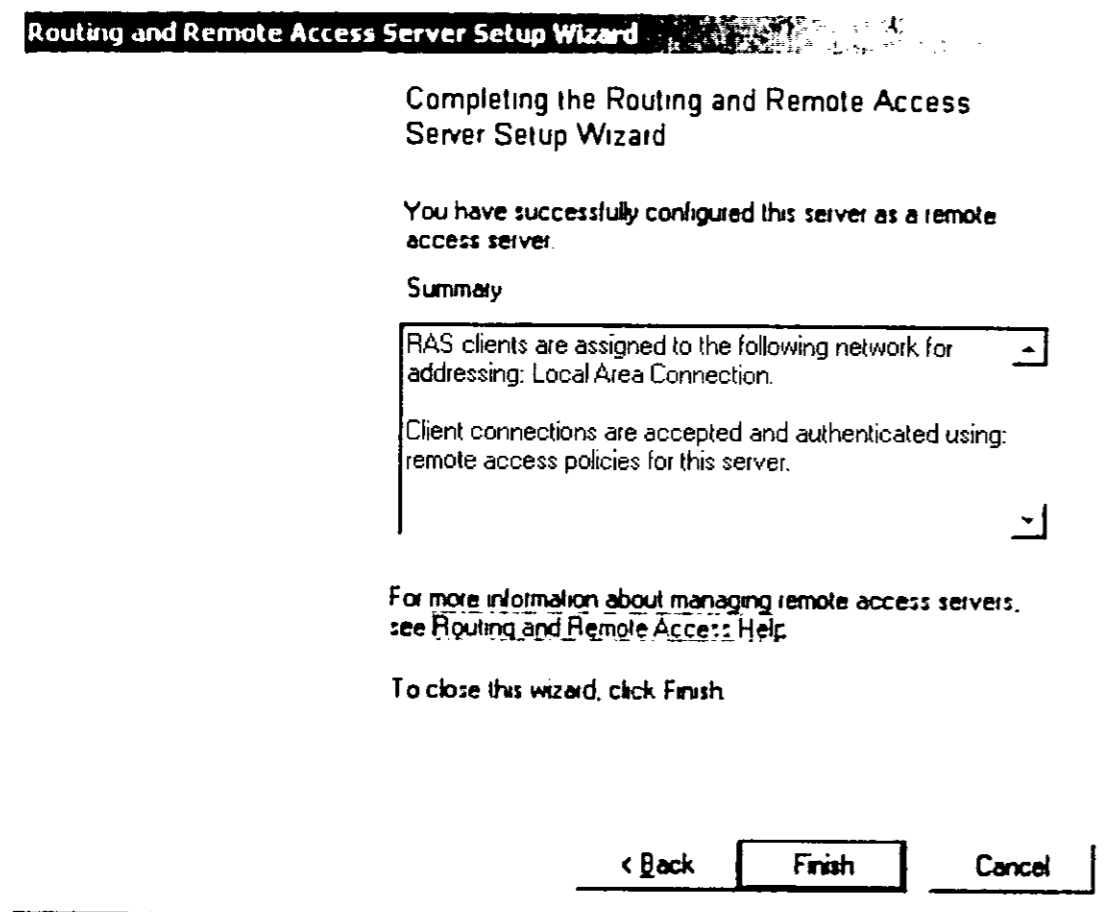 Routing and Remote Access Server Setup Wizard
Completing the Routing and Remote Access
Server Setup Wizard
You have successfully configured this server as a remote
access server.
Summary
RAS clients are assigned to the following network for
addressing: Local Area Connection.
Client connections are accepted and authenticated using:
remote access policies for this server.
For more information about managing remote access servers,
see Routing and Remote Access Help.
To close this wizard, click Finish.
< Back
Finish
Cancel